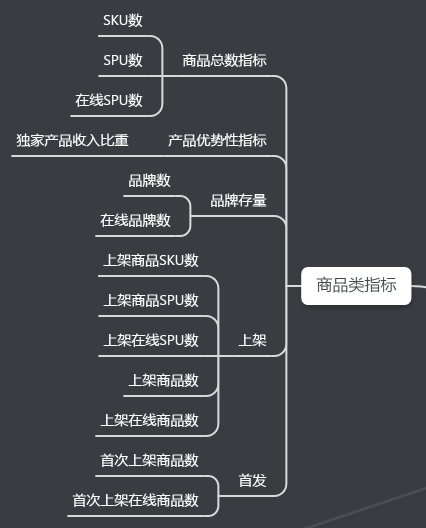 SKU数
SPU数
商品总数指标
在线SPU数
独家产品收入比重
产品优势性指标
品牌数
品牌存量
在线品牌数
上架商品SKU数
商品类指标
上架商品SPU数
上架在线SPU数
上架
上架商品数
上架在线商品数
首次上架商品数
首发
首次上架在线商品数